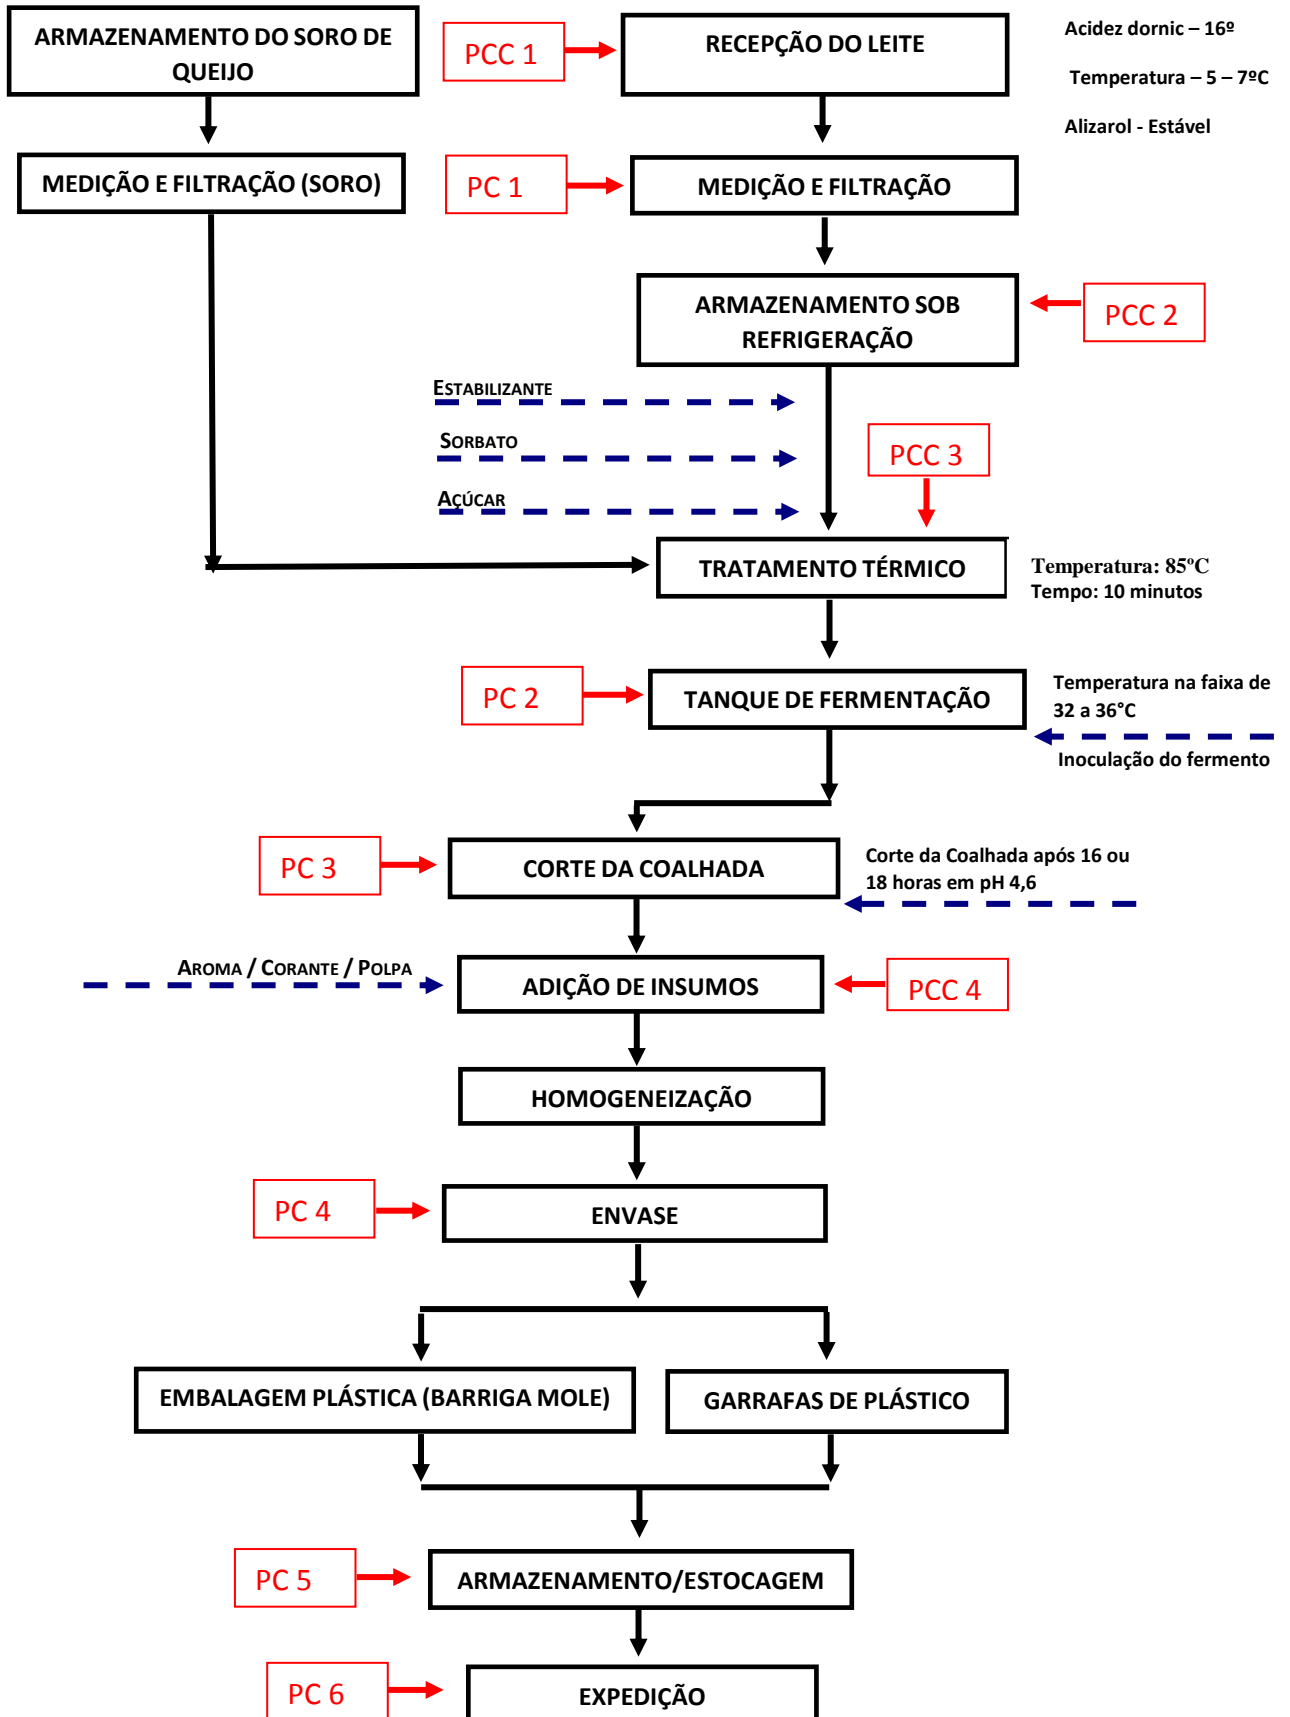 ARMAZENAMENTO DO SORO DE
QUEIJO
PCC 1
RECEPÇÃO DO LEITE
Acidez dornic – 16º
Temperatura – 5 – 7ºC
Alizarol - Estável
MEDIÇÃO E FILTRAÇÃO (SORO)
PC 1
MEDIÇÃO E FILTRAÇÃO
ARMAZENAMENTO SOB
REFRIGERAÇÃO
PCC 2
ESTABILIZANTE
SORBATO
AÇÚCAR
PCC 3
TRATAMENTO TÉRMICO
Temperatura: 85ºC
Tempo: 10 minutos
PC 2
TANQUE DE FERMENTAÇÃO
Temperatura na faixa de
32 a 36°C
Inoculação do fermento
PC 3
CORTE DA COALHADA
Corte da Coalhada após 16 ou
18 horas em pH 4,6
AROMA / CORANTE / POLPA
ADIÇÃO DE INSUMOS
PCC 4
HOMOGENEIZAÇÃO
PC 4
ENVASE
EMBALAGEM PLÁSTICA (BARRIGA MOLE)
GARRAFAS DE PLÁSTICO
PC 5
ARMAZENAMENTO/ESTOCAGEM
PC 6
EXPEDIÇÃO